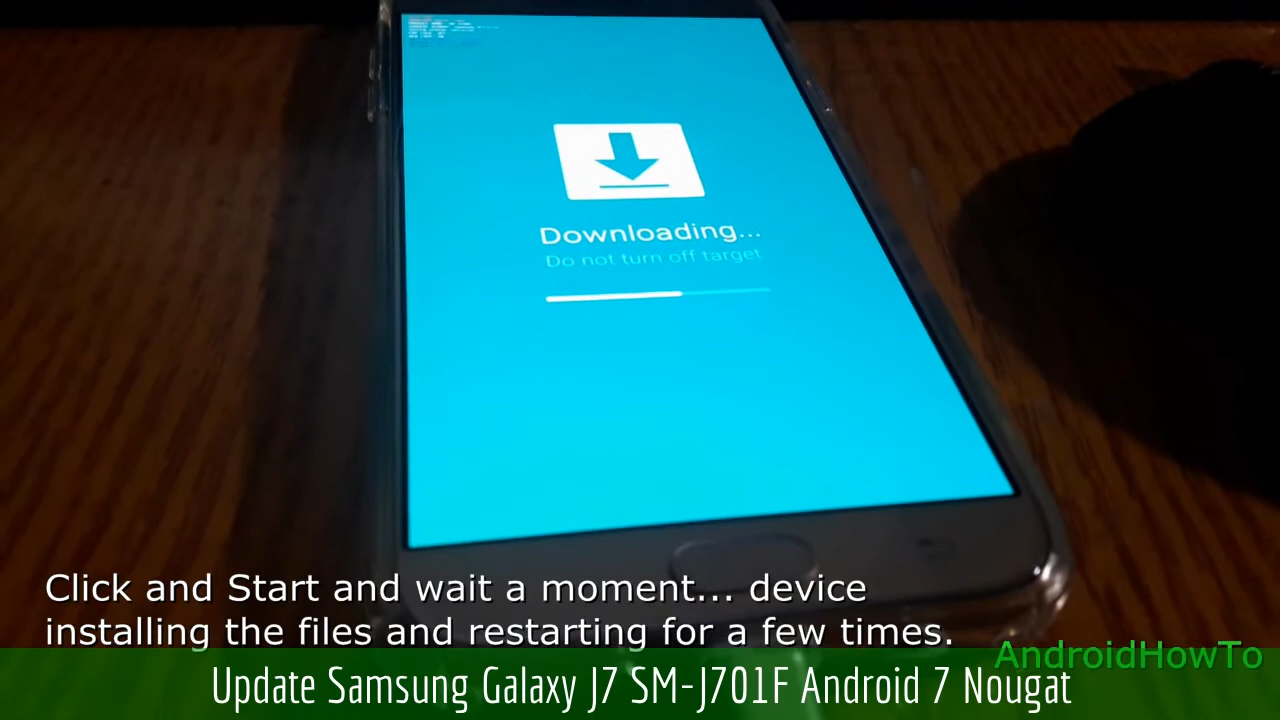 Downloading...
Do not turn off target
Click and Start and wait a moment... device
installing the files and restarting for a few times.
AndroidHowTo
Update Samsung Galaxy J7 SM-J701F Android 7 Nougat